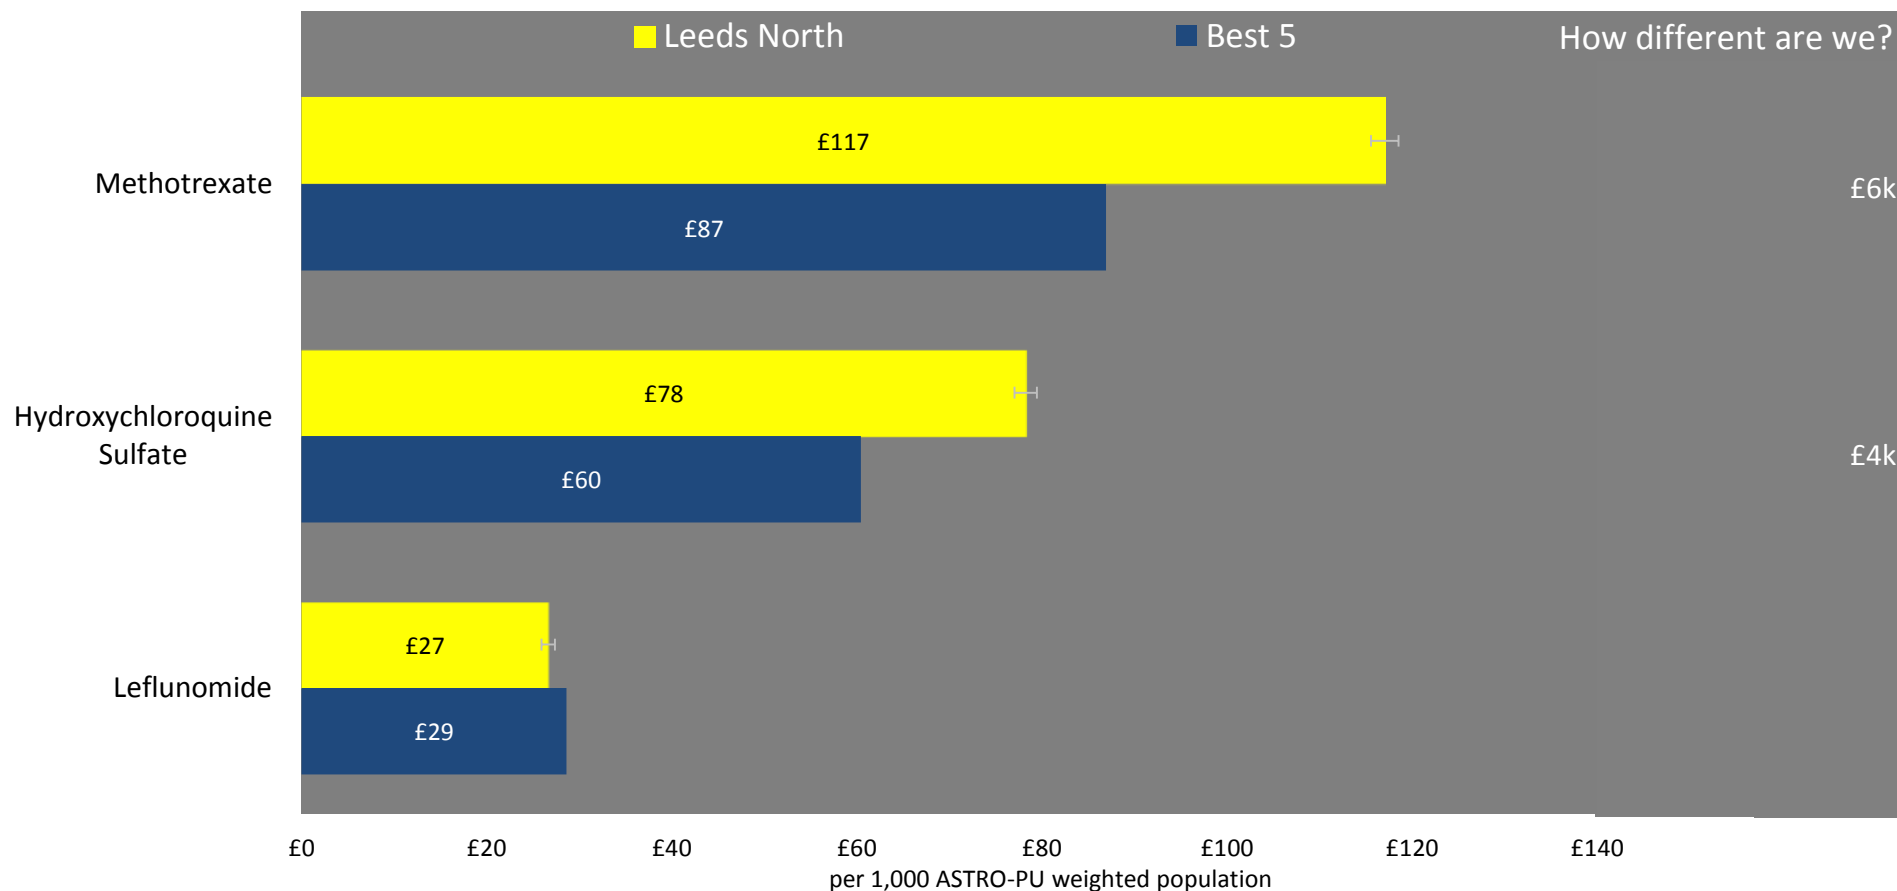 Leeds North
Best 5
How different are we?
Methotrexate
£117
£87
£6k
Hydroxychloroquine
Sulfate
£78
£60
£4k
Leflunomide
£27
£29
£0 £20 £40 £60 £80 £100 £120 £140
per 1,000 ASTRO-PU weighted population